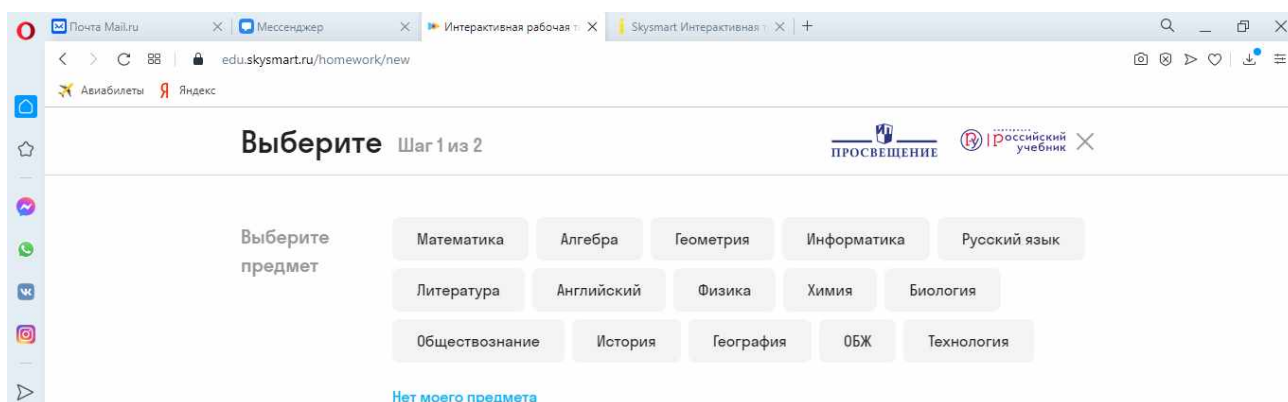 Почта Mail.ru
Мессенджер
Интерактивная рабочая т
Skysmart Интерактивная т
edu.skysmart.ru/homework/new
Авиабилеты
Яндекс
Выберите Шаг 1 из 2
ПРОСВЕЩЕНИЕ
российский
учебник
Выберите
предмет
Математика Алгебра Геометрия Информатика Русский язык
Литература Английский Физика Химия Биология
Обществознание История География ОБЖ Технология
Нет моего предмета